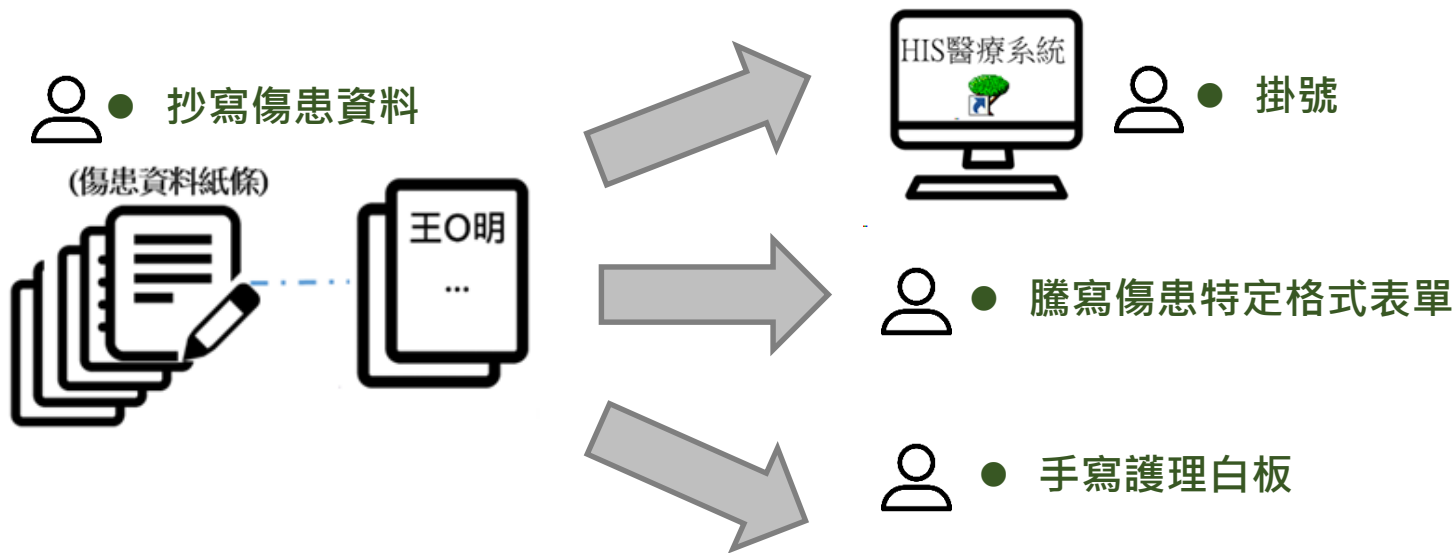 ● 抄寫傷患資料
(傷患資料紙條)
王O明
...
HIS醫療系統
● 掛號
● 騰寫傷患特定格式表單
● 手寫護理白板